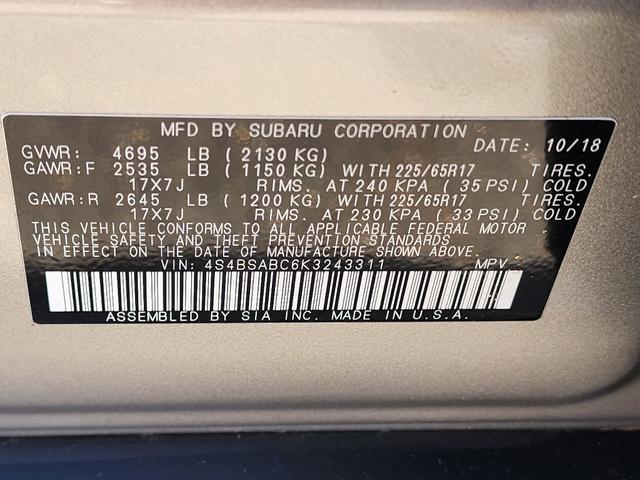 MFD BY SUBARU CORPORATION
DATE: 10/18
GVWR: 4695 LB ( 2130 KG)
GAWR:F 2535 LB ( 1150 KG) WITH 225/65R17 TIRES.
17X7J RIMS. AT 240 KPA ( 35 PSI) COLD
GAWR:R 2645 LB ( 1200 KG) WITH 225/65R17 TIRES.
17X7J RIMS. AT 230 KPA ( 33 PSI) COLD
THIS VEHICLE CONFORMS TO ALL APPLICABLE FEDERAL MOTOR
VEHICLE SAFETY AND THEFT PREVENTION STANDARDS
IN EFFECT ON THE DATE OF MANUFACTURE SHOWN ABOVE.
VIN: 4S4BSABC6K3243311 MPV
ASSEMBLED BY SIA INC. MADE IN U.S.A.